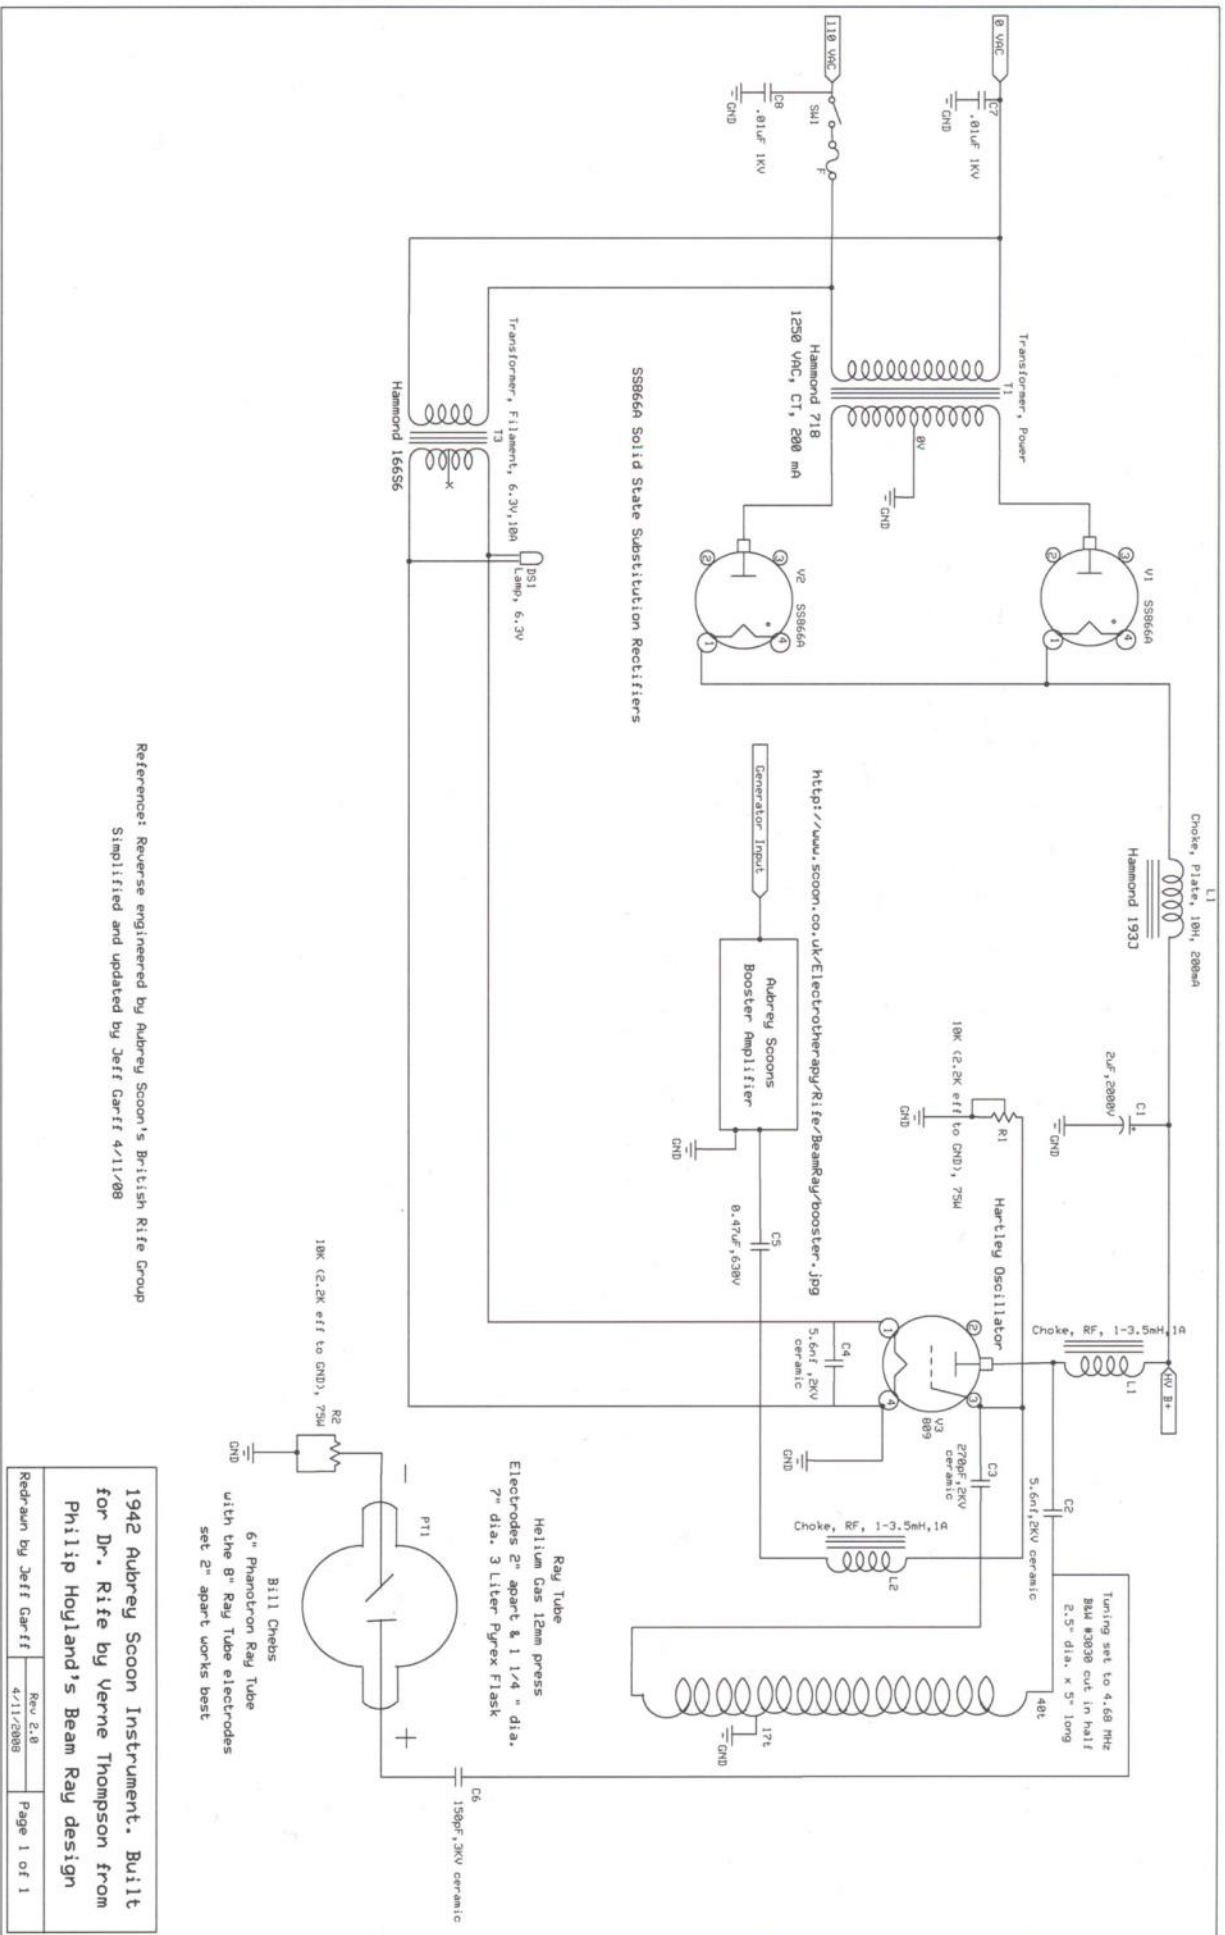 0 VAC
C7
.01uF 1KV
GND
110 VAC
C8
.01uF 1KV
GND
SW1
F
Transformer, Power
T1
0V
GND
Hammond 718
1250 VAC, CT, 200 mA
V1
SS866A
3
4
2
1
V2
SS866A
3
4
2
1
SS866A Solid State Substitution Rectifiers
Transformer, Filament, 6.3V,10A
T3
Hammond 166S6
DS1
Lamp, 6.3V
L1
Choke, Plate, 10H, 200mA
Hammond 193J
C1
2uF,2000V
GND
R1
10K (2.2K eff to GND), 75W
GND
http://www.scoon.co.uk/Electrotherapy/Rife/BeamRay/booster.jpg
Generator Input
Aubrey Scoons
Booster Amplifier
GND
C5
0.47uF,630V
Hartley Oscillator
HV B+
L1
Choke, RF, 1-3.5mH,1A
2
3
1
4
V3
809
C4
5.6nf ,2KV
ceramic
GND
C3
270pF,2KV
ceramic
C2
5.6nf,2KV ceramic
Choke, RF, 1-3.5mH,1A
L2
Tuning set to 4.68 MHz
B&W #3030 cut in half
2.5" dia. x 5" long
40t
17t
GND
Ray Tube
Helium Gas 12mm press
Electrodes 2" apart & 1 1/4 " dia.
7" dia. 3 Liter Pyrex Flask
C6
150pF,3KV ceramic
PT1
-
+
R2
10K (2.2K eff to GND), 75W
GND
Bill Chebs
6" Phanotron Ray Tube
with the 8" Ray Tube electrodes
set 2" apart works best
Reference: Reverse engineered by Aubrey Scoon's British Rife Group
Simplified and updated by Jeff Garff 4/11/08
1942 Aubrey Scoon Instrument. Built
for Dr. Rife by Verne Thompson from
Philip Hoyland's Beam Ray design
Redrawn by Jeff Garff
Rev 2.0
4/11/2008
Page 1 of 1